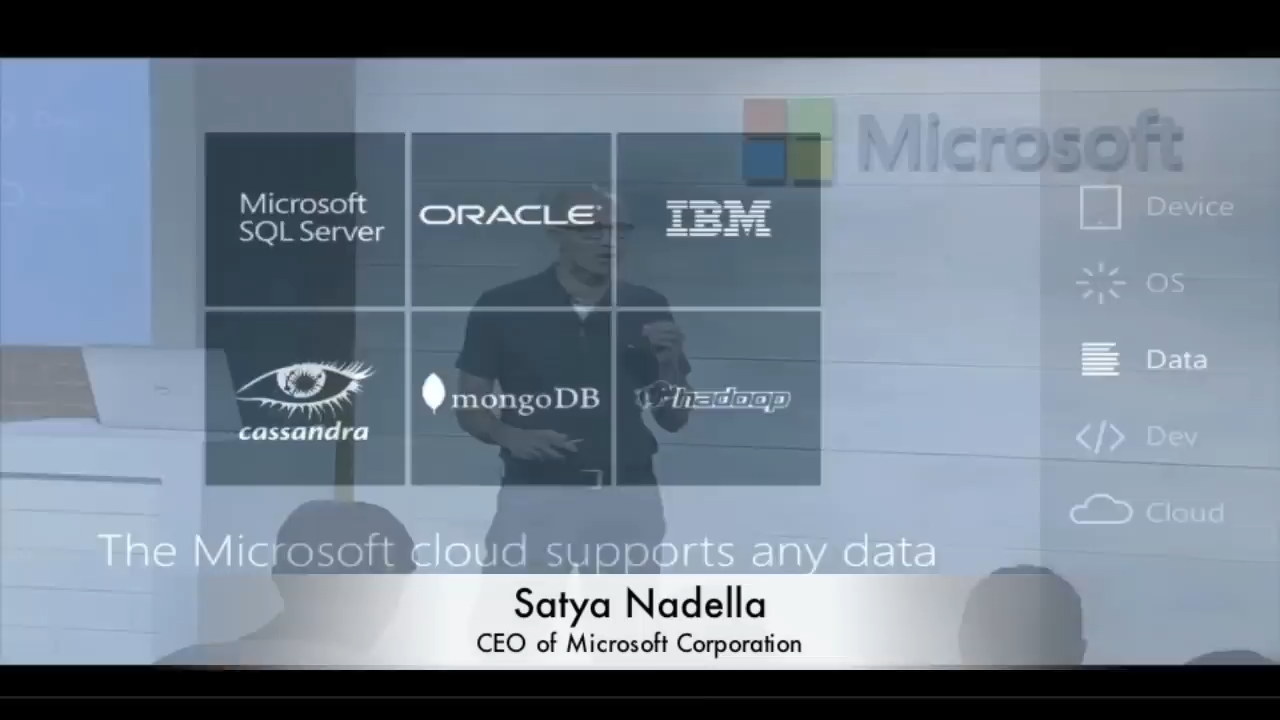 Microsoft
Microsoft
SQL Server
ORACLE
IBM
cassandra
mongoDB
hadoop
Device
OS
Data
Dev
Cloud
The Microsoft cloud supports any data
Satya Nadella
CEO of Microsoft Corporation